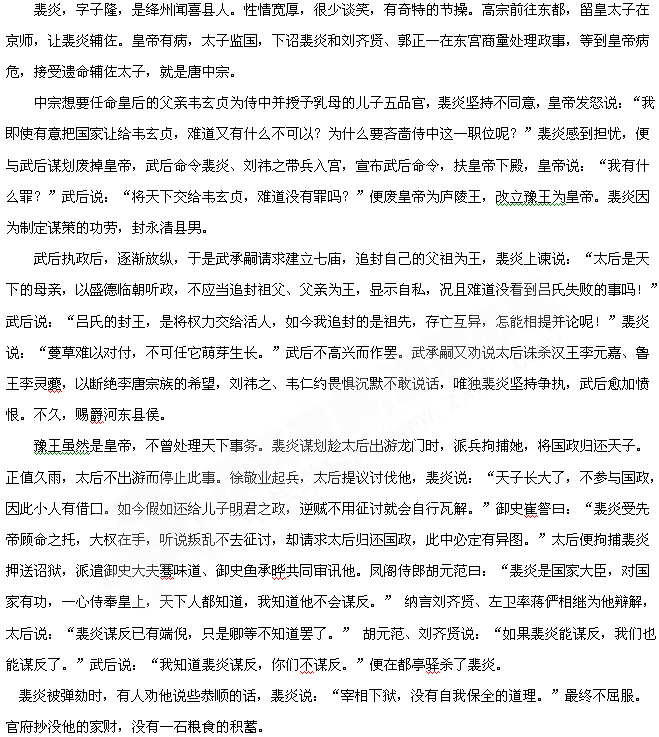 裴炎，字子隆，是绛州闻喜县人。性情宽厚，很少谈笑，有奇特的节操。高宗前往东都，留皇太子在
京师，让裴炎辅佐。皇帝有病，太子监国，下诏裴炎和刘齐贤、郭正一在东宫商量处理政事，等到皇帝病
危，接受遗命辅佐太子，就是唐中宗。
中宗想要任命皇后的父亲韦玄贞为侍中并授予乳母的儿子五品官，裴炎坚持不同意，皇帝发怒说：“我
即使有意把国家让给韦玄贞，难道又有什么不可以？为什么要吝啬侍中这一职位呢？”裴炎感到担忧，便
与武后谋划废掉皇帝，武后命令裴炎、刘祎之带兵入宫，宣布武后命令，扶皇帝下殿，皇帝说：“我有什
么罪？”武后说：“将天下交给韦玄贞，难道没有罪吗？”便废皇帝为庐陵王，改立豫王为皇帝。裴炎因
为制定谋策的功劳，封永清县男。
武后执政后，逐渐放纵，于是武承嗣请求建立七庙，追封自己的父祖为王，裴炎上谏说：“太后是天
下的母亲，以盛德临朝听政，不应当追封祖父、父亲为王，显示自私，况且难道没看到吕氏失败的事吗！”
武后说：“吕氏的封王，是将权力交给活人，如今我追封的是祖先，存亡互异，怎能相提并论呢！”裴炎
说：“蔓草难以对付，不可任它萌芽生长。”武后不高兴而作罢。武承嗣又劝说太后诛杀汉王李元嘉、鲁
王李灵夔，以断绝李唐宗族的希望，刘祎之、韦仁约畏惧沉默不敢说话，唯独裴炎坚持争执，武后愈加愤
恨。不久，赐爵河东县侯。
豫王虽然是皇帝，不曾处理天下事务。裴炎谋划趁太后出游龙门时，派兵拘捕她，将国政归还天子。
正值久雨，太后不出游而停止此事。徐敬业起兵，太后提议讨伐他，裴炎说：“天子长大了，不参与国政，
因此小人有借口。如今假如还给儿子明君之政，逆贼不用征讨就会自行瓦解。”御史崔詧曰：“裴炎受先
帝顾命之托，大权在手，听说叛乱不去征讨，却请求太后归还国政，此中必定有异图。”太后便拘捕裴炎
押送诏狱，派遣御史大夫骞味道、御史鱼承晔共同审讯他。凤阁侍郎胡元范曰：“裴炎是国家大臣，对国
家有功，一心侍奉皇上，天下人都知道，我知道他不会谋反。” 纳言刘齐贤、左卫率蒋俨相继为他辩解，
太后说：“裴炎谋反已有端倪，只是卿等不知道罢了。” 胡元范、刘齐贤说：“如果裴炎能谋反，我们也
能谋反了。”武后说：“我知道裴炎谋反，你们不谋反。”便在都亭驿杀了裴炎。
裴炎被弹劾时，有人劝他说些恭顺的话，裴炎说：“宰相下狱，没有自我保全的道理。”最终不屈服。
官府抄没他的家财，没有一石粮食的积蓄。